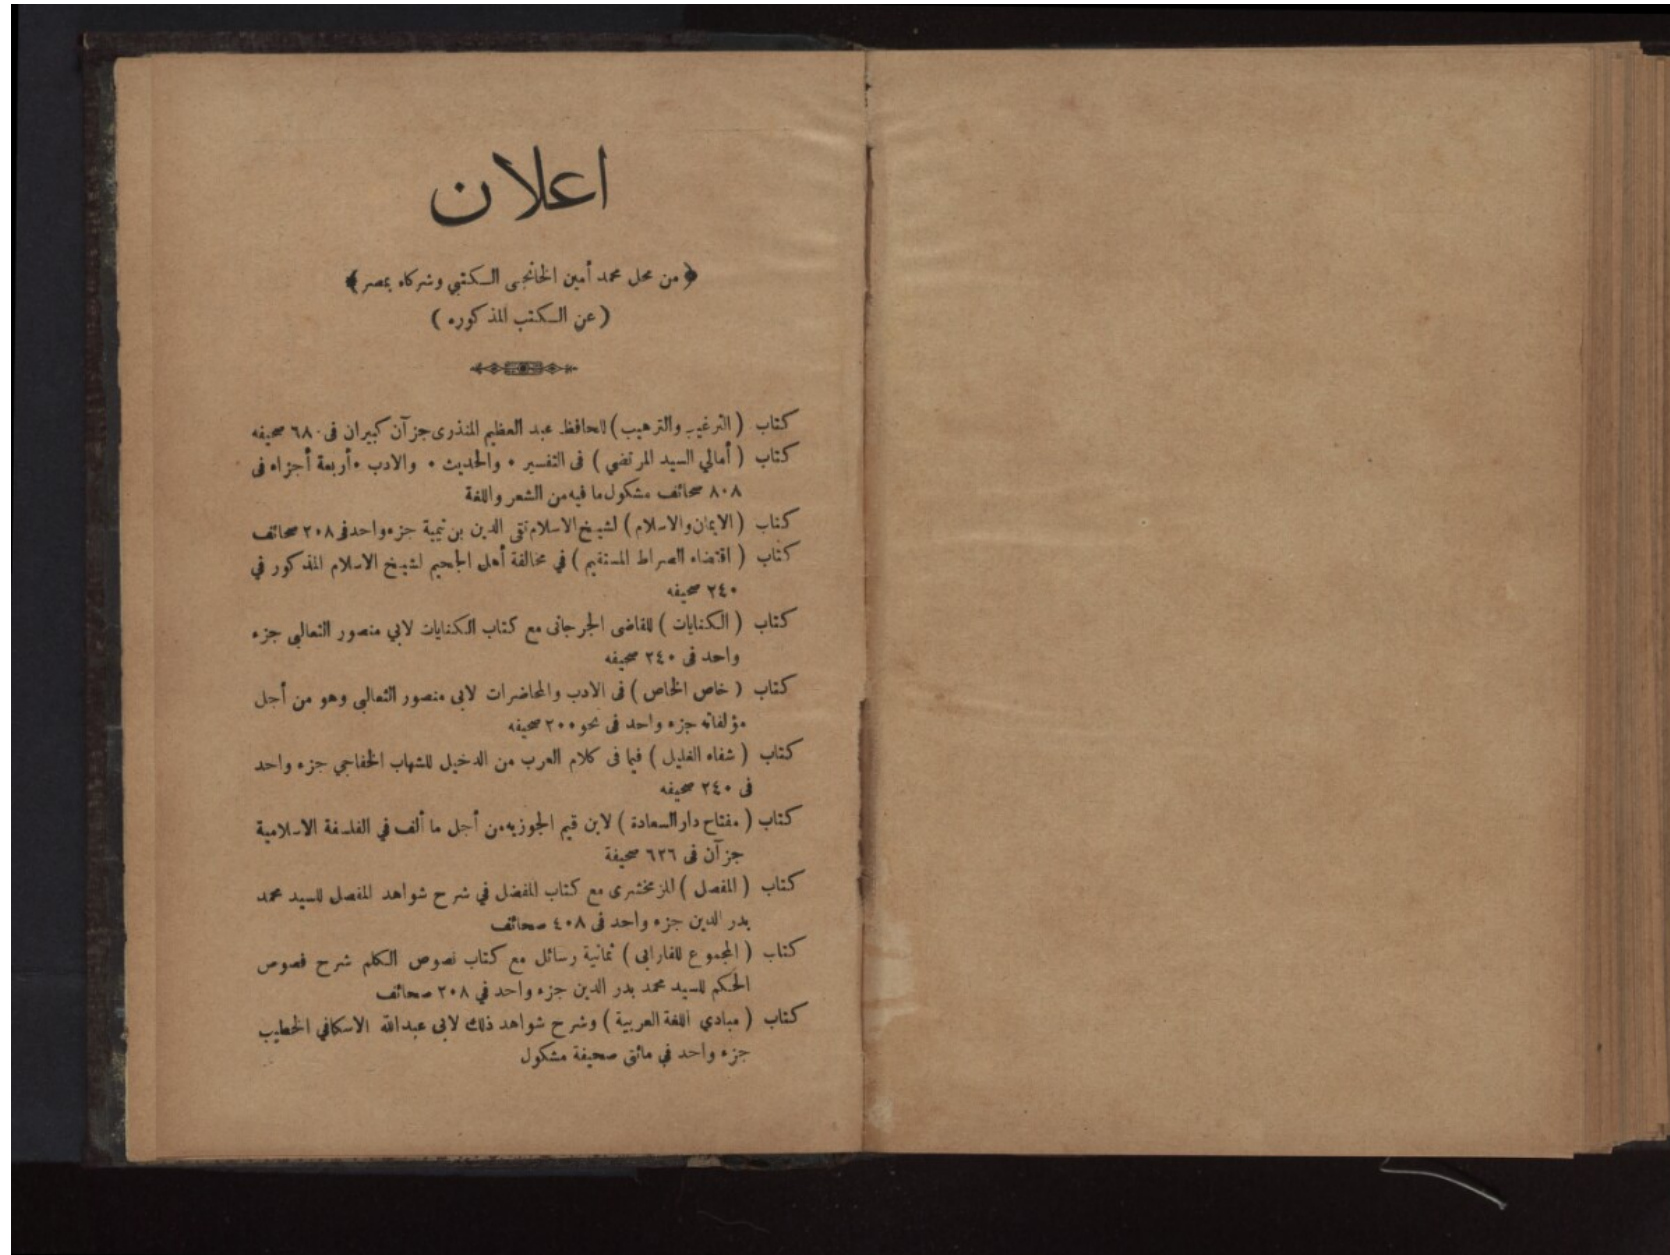 اعلان
﴿ من محل محمد أمين الخانجى الكتبي وشركاه بمصر ﴾
( عن الكتب المذكوره )
كتاب ( الترغيب والترهيب ) للحافظ عبد العظيم المنذرى جزآن كبيران فى ٦٨٠ صحيفه
كتاب ( أمالي السيد المرتضي ) فى التفسير • والحديث • والادب • أربعة أجزاء فى
٨٠٨ صحائف مشكول ما فيه من الشعر واللغة
كتاب ( الايمان والاسلام ) لشيخ الاسلام تقى الدين بن تيمية جزء واحد فى ٢٠٨ صحائف
كتاب ( اقتضاء الصراط المستقيم ) في مخالفة أهل الجحيم لشيخ الاسلام المذكور في
٢٤٠ صحيفه
كتاب ( الكنايات ) للقاضى الجرجانى مع كتاب الكنايات لابي منصور الثعالبى جزء
واحد فى ٢٤٠ صحيفه
كتاب ( خاص الخاص ) فى الادب والمحاضرات لابى منصور الثعالبى وهو من أجل
مؤلفاته جزء واحد فى نحو ٢٠٠ صحيفه
كتاب ( شفاء الغليل ) فيما فى كلام العرب من الدخيل للشهاب الخفاجي جزء واحد
فى ٢٤٠ صحيفه
كتاب ( مفتاح دار السعادة ) لابن قيم الجوزيه من أجل ما ألف في الفلسفة الاسلامية
جزآن فى ٦٢٦ صحيفة
كتاب ( المفصل ) للزمخشرى مع كتاب المفضل في شرح شواهد المفصل للسيد محمد
بدر الدين جزء واحد فى ٤٠٨ صحائف
كتاب ( المجموع للفارابى ) ثمانية رسائل مع كتاب نصوص الكلم شرح فصوص
الحكم للسيد محمد بدر الدين جزء واحد في ٢٠٨ صحائف
كتاب ( مبادي اللغة العربية ) وشرح شواهد ذلك لابى عبد الله الاسكافي الخطيب
جزء واحد في مائتى صحيفة مشكول